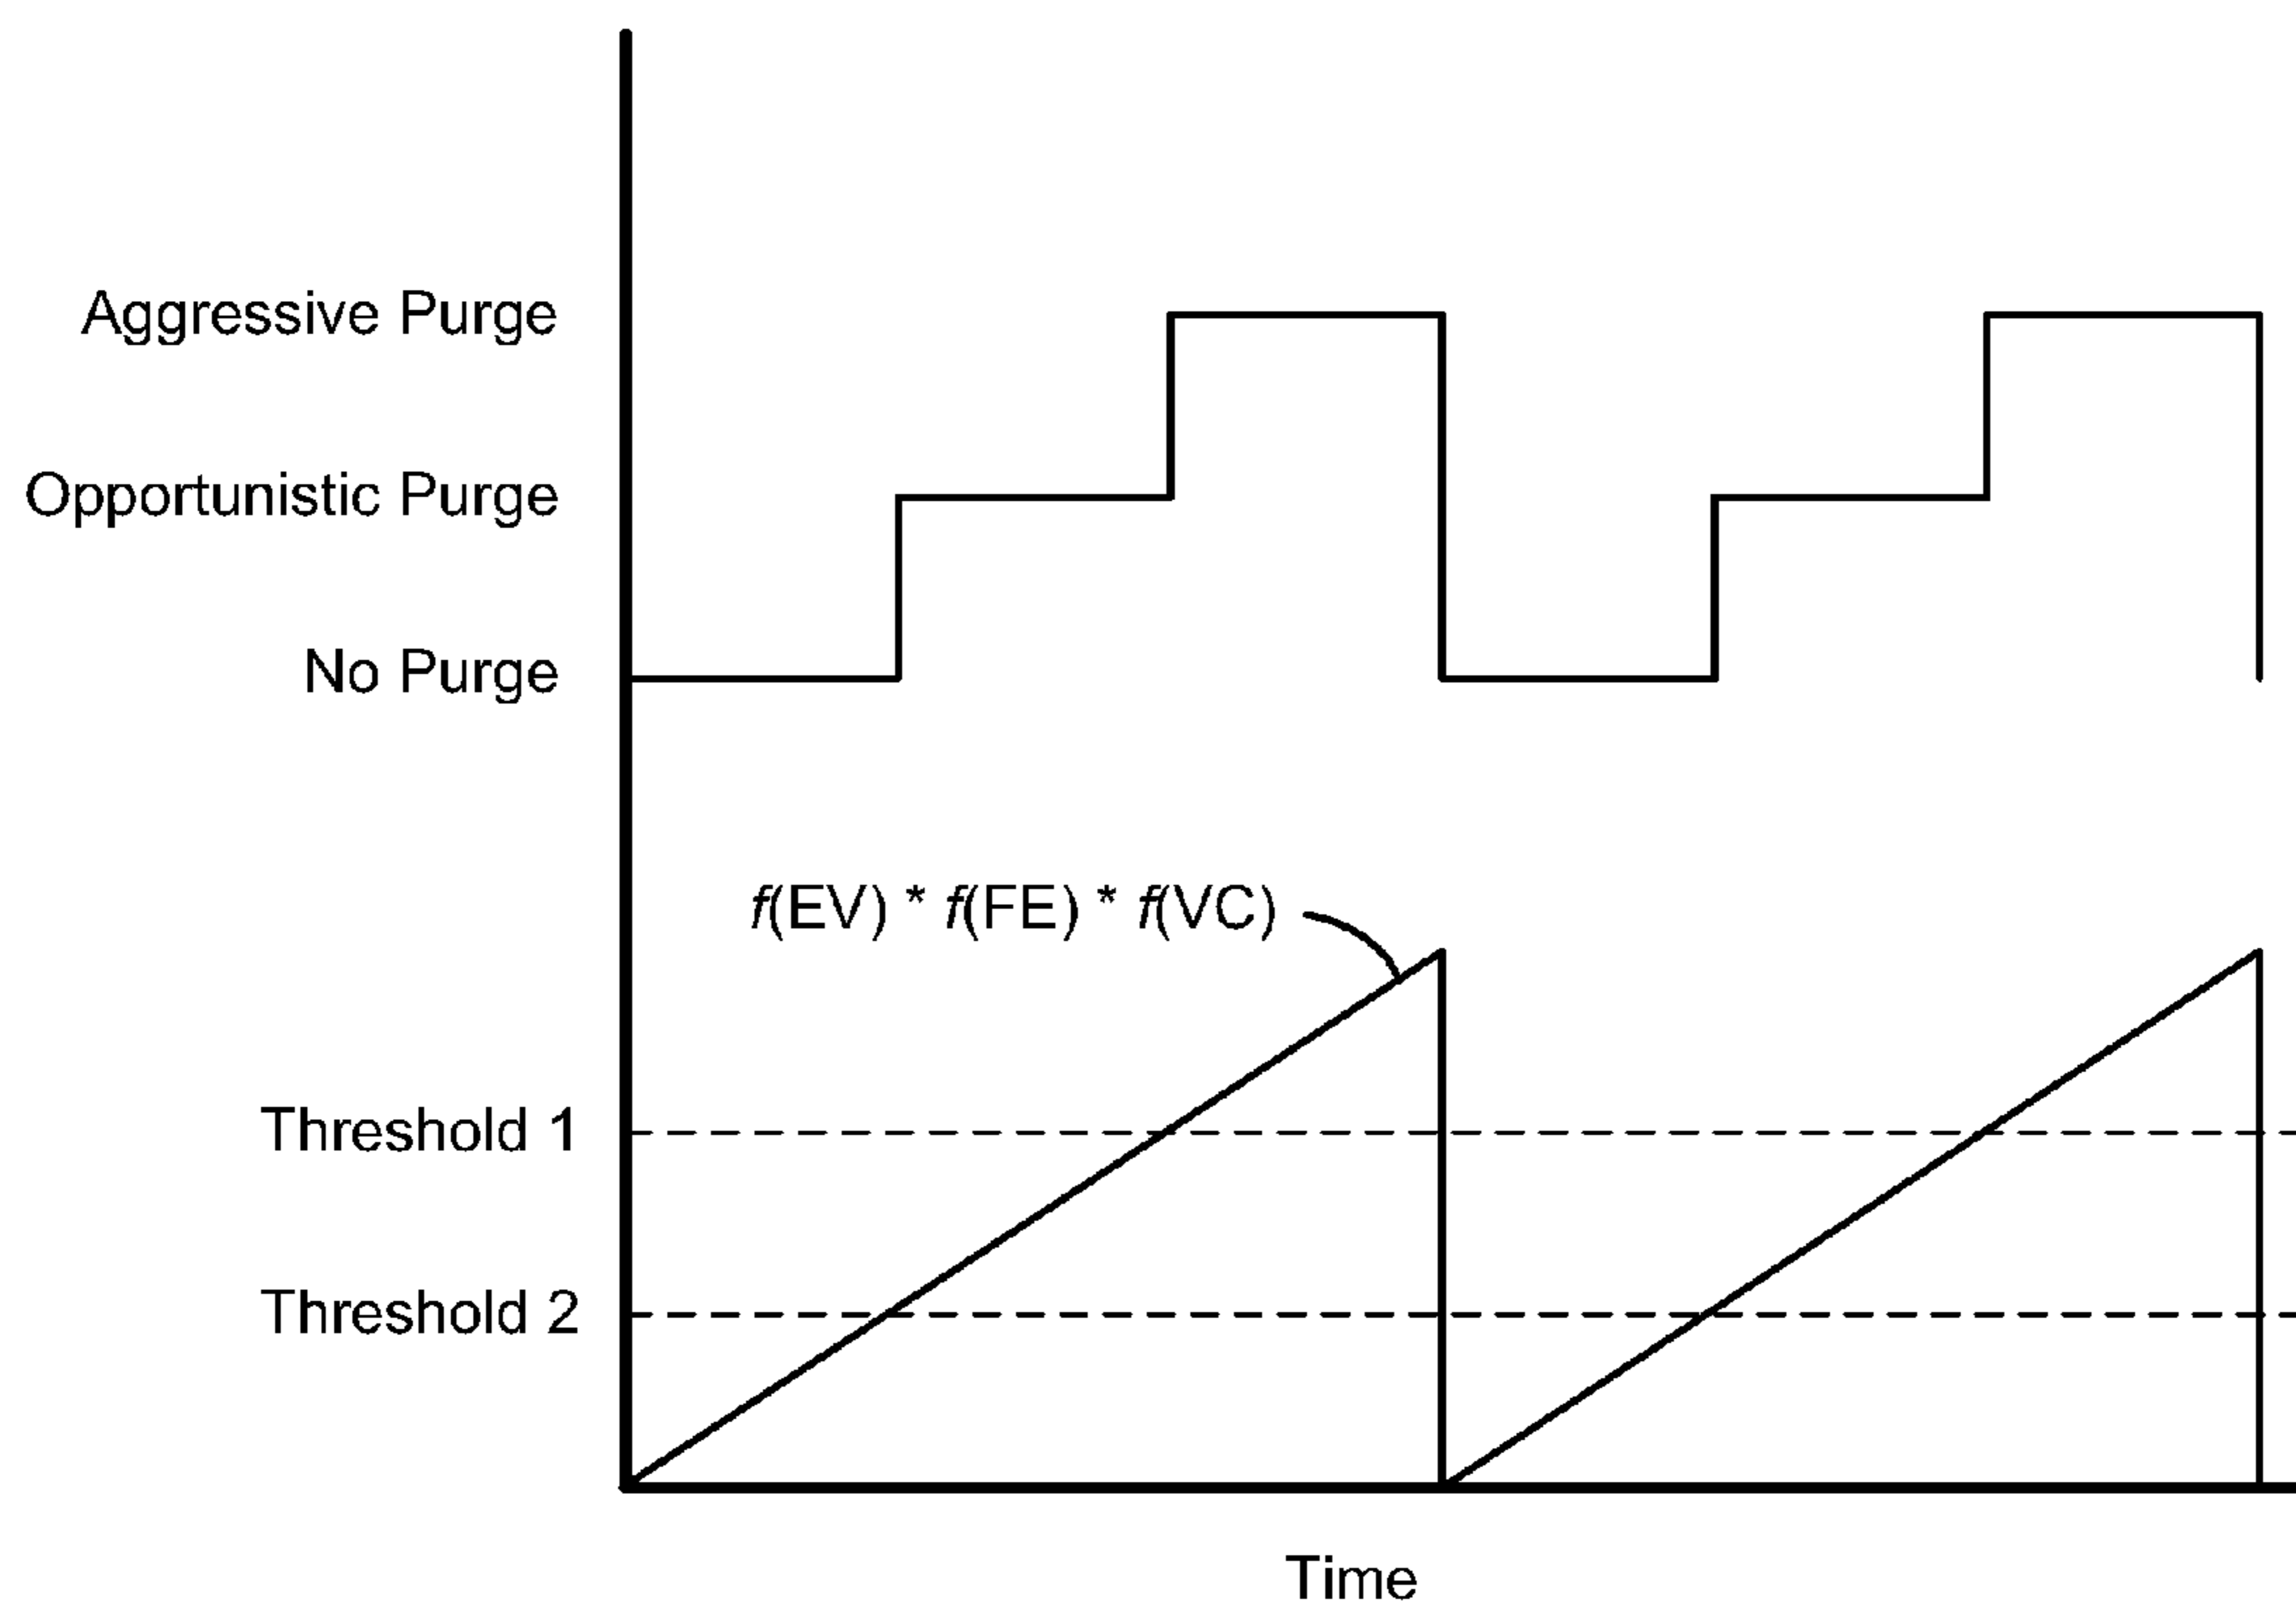 Aggressive Purge
Opportunistic Purge
No Purge
f(EV) * f(FE) * f(VC)
Threshold 1
Threshold 2
Time